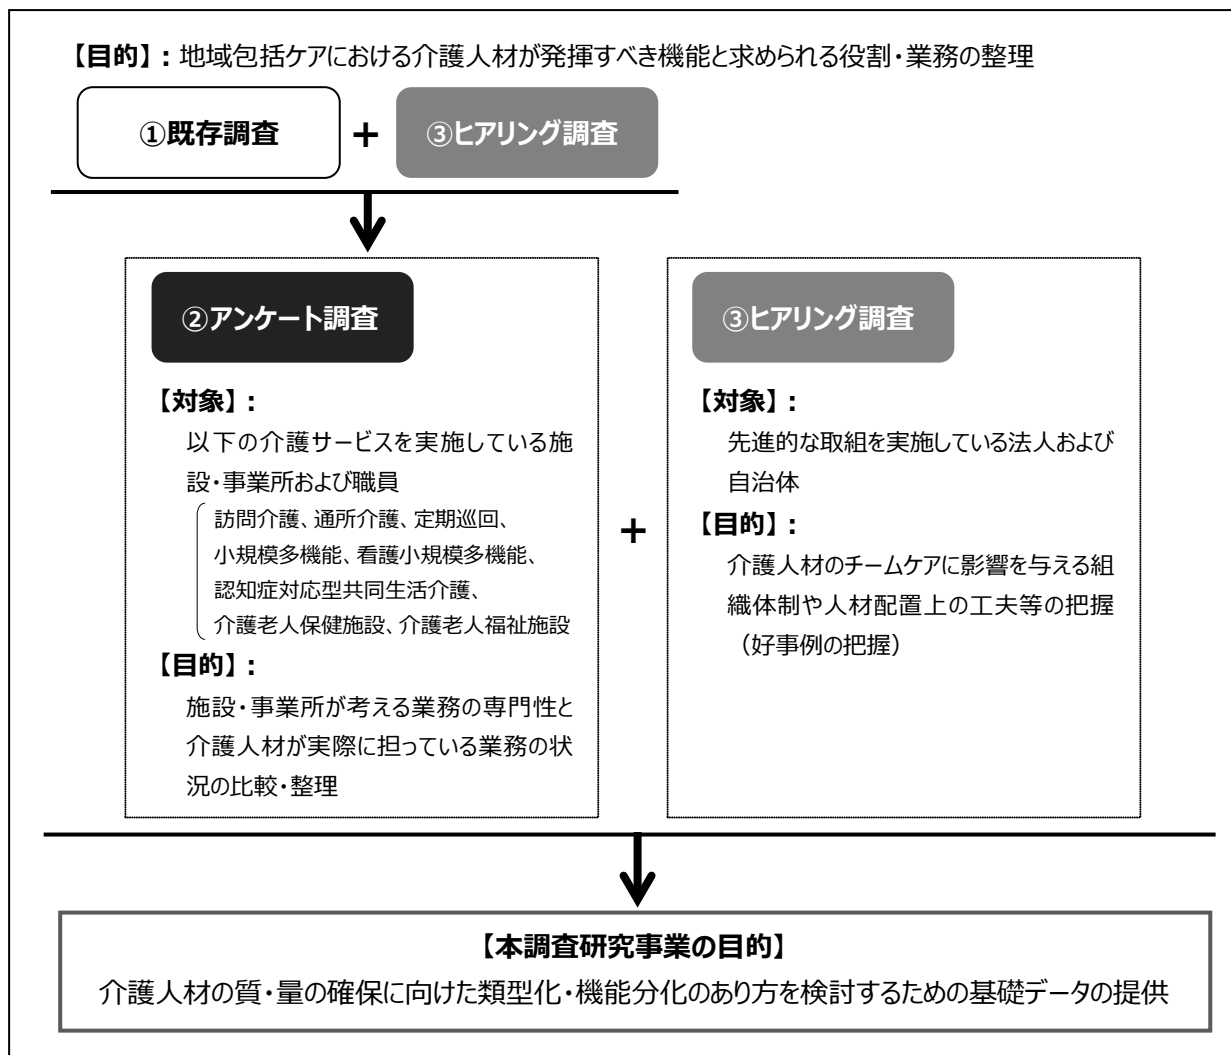 【目的】：地域包括ケアにおける介護人材が発揮すべき機能と求められる役割・業務の整理
①既存調査
+
③ヒアリング調査
②アンケート調査
【対象】：
以下の介護サービスを実施している施
設・事業所および職員
訪問介護、通所介護、定期巡回、
小規模多機能、看護小規模多機能、
認知症対応型共同生活介護、
介護老人保健施設、介護老人福祉施設
【目的】：
施設・事業所が考える業務の専門性と
介護人材が実際に担っている業務の状
況の比較・整理
+
③ヒアリング調査
【対象】：
先進的な取組を実施している法人および
自治体
【目的】：
介護人材のチームケアに影響を与える組
織体制や人材配置上の工夫等の把握
（好事例の把握）
【本調査研究事業の目的】
介護人材の質・量の確保に向けた類型化・機能分化のあり方を検討するための基礎データの提供